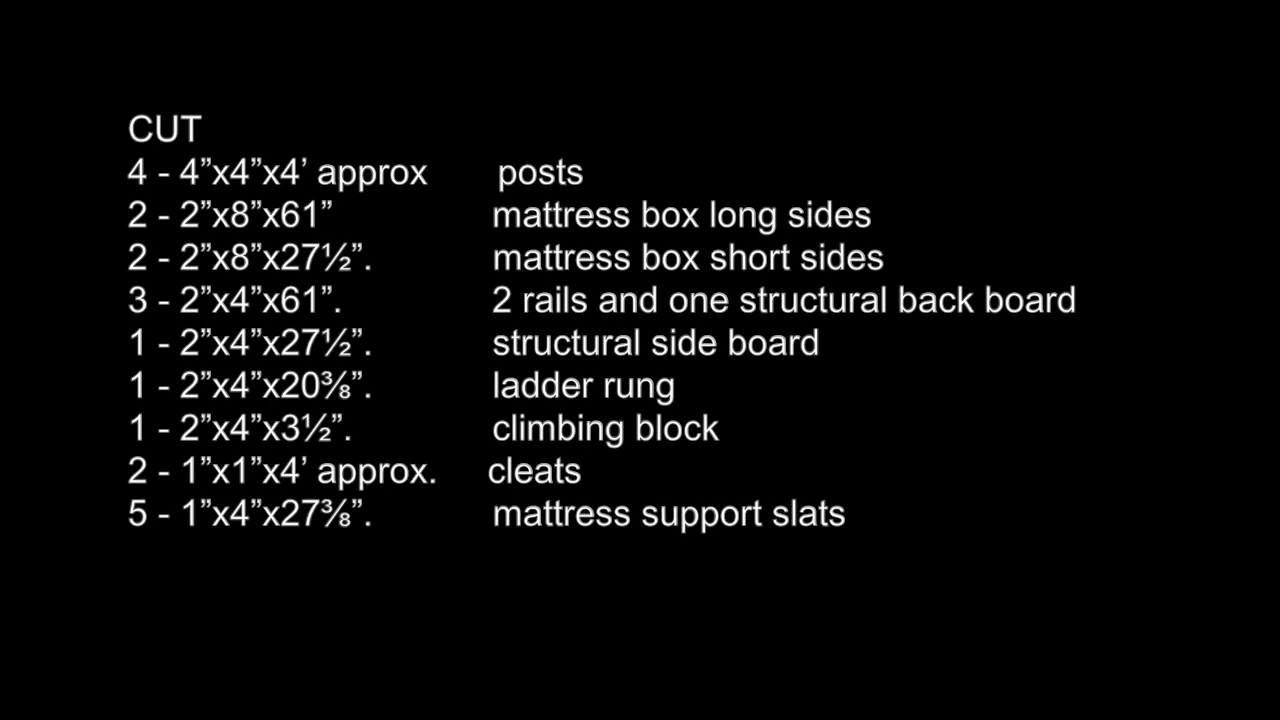 CUT
4 - 4”x4”x4’ approx posts
2 - 2”x8”x61” mattress box long sides
2 - 2”x8”x27½”. mattress box short sides
3 - 2”x4”x61”. 2 rails and one structural back board
1 - 2”x4”x27½”. structural side board
1 - 2”x4”x20⅜”. ladder rung
1 - 2”x4”x3½”. climbing block
2 - 1”x1”x4’ approx. cleats
5 - 1”x4”x27⅜”. mattress support slats